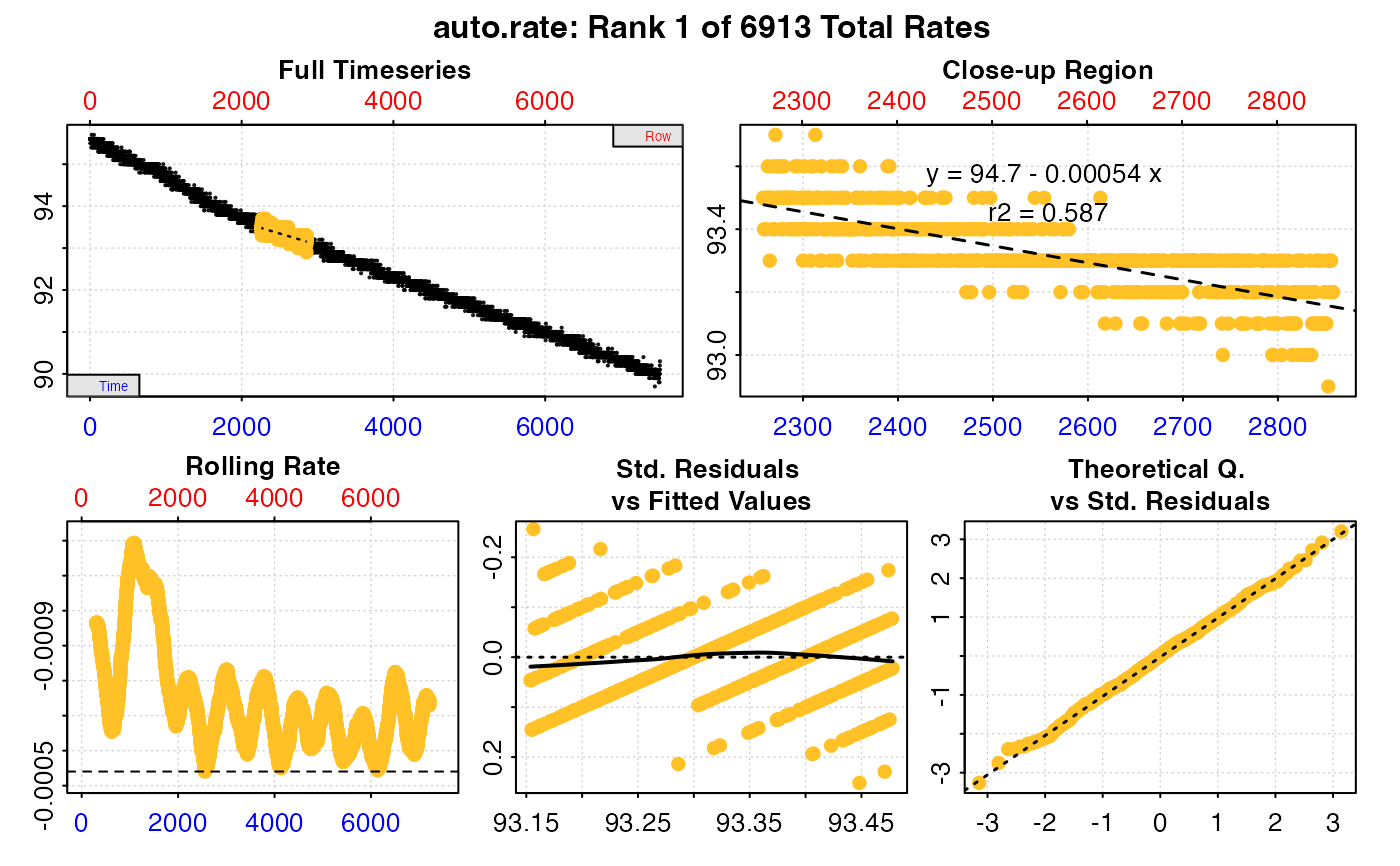 auto.rate: Rank 1 of 6913 Total Rates
Full Timeseries
0 2000 4000 6000
Row
94
92
90
Time
0 2000 4000 6000
Close-up Region
2300 2400 2500 2600 2700 2800
y = 94.7 - 0.00054 x
r2 = 0.587
93.4
93.0
2300 2400 2500 2600 2700 2800
Rolling Rate
0 2000 4000 6000
-0.0009
-0.0005
0 2000 4000 6000
Std. Residuals
vs Fitted Values
-0.2
0.0
0.2
93.15 93.25 93.35 93.45
Theoretical Q.
vs Std. Residuals
3
2
1
-1
-3
-3 -2 -1 0 1 2 3